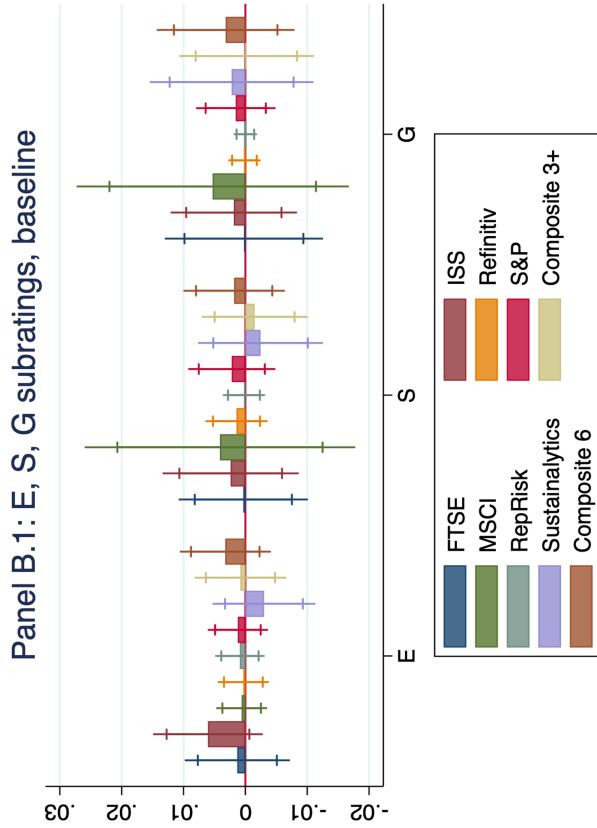 Panel B.1: E, S, G subratings, baseline
.03
.02
.01
0
-.01
-.02
E
S
G
FTSE
ISS
MSCI
Refinitiv
RepRisk
S&P
Sustainalytics
Composite 3+
Composite 6